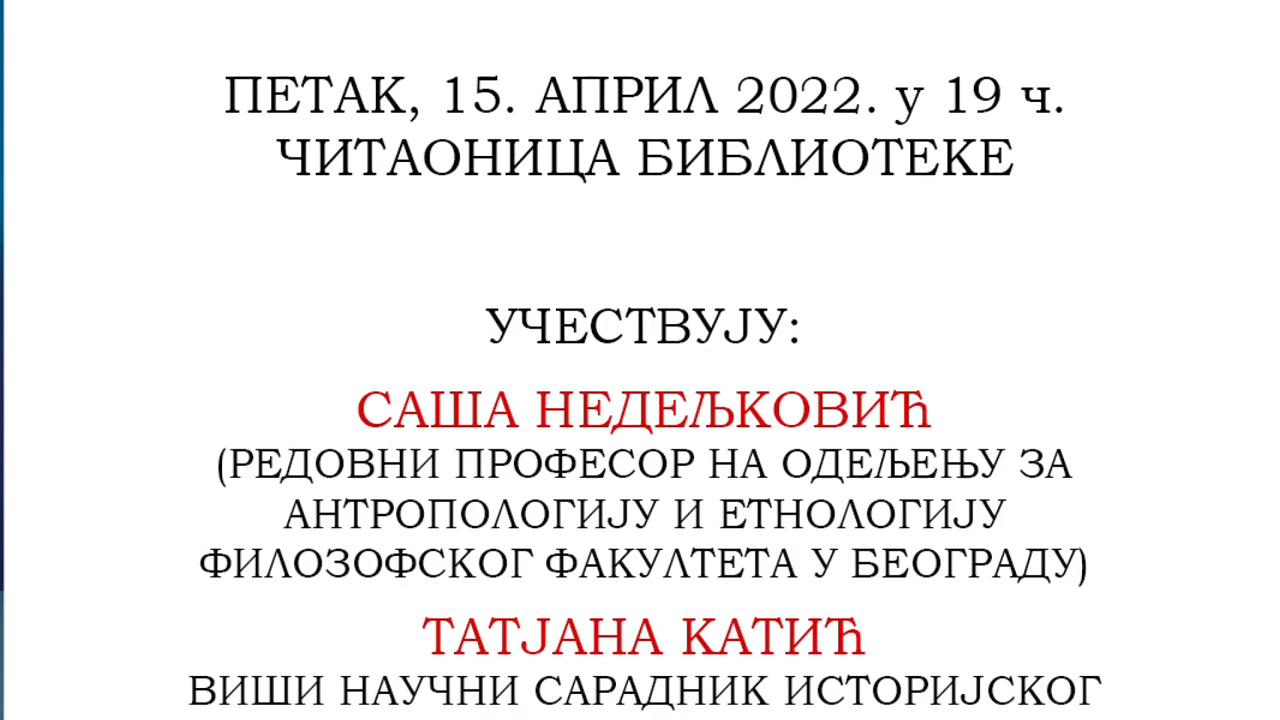 ПЕТАК, 15. АПРИЛ 2022. у 19 ч.
ЧИТАОНИЦА БИБЛИОТЕКЕ
УЧЕСТВУЈУ:
САША НЕДЕЉКОВИЋ
(РЕДОВНИ ПРОФЕСОР НА ОДЕЉЕЊУ ЗА
АНТРОПОЛОГИЈУ И ЕТНОЛОГИЈУ
ФИЛОЗОФСКОГ ФАКУЛТЕТА У БЕОГРАДУ)
ТАТЈАНА КАТИЋ
ВИШИ НАУЧНИ САРАДНИК ИСТОРИЈСКОГ